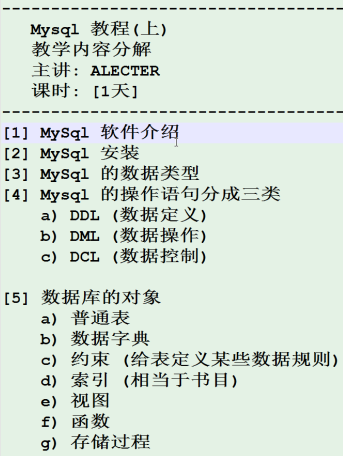 Mysql 教程(上)
教学内容分解
主讲: ALECTER
课时: [1天]
[1] MySql 软件介绍
[2] MySql 安装
[3] MySql 的数据类型
[4] Mysql 的操作语句分成三类
a) DDL (数据定义)
b) DML (数据操作)
c) DCL (数据控制)
[5] 数据库的对象
a) 普通表
b) 数据字典
c) 约束 (给表定义某些数据规则)
d) 索引 (相当于书目)
e) 视图
f) 函数
g) 存储过程